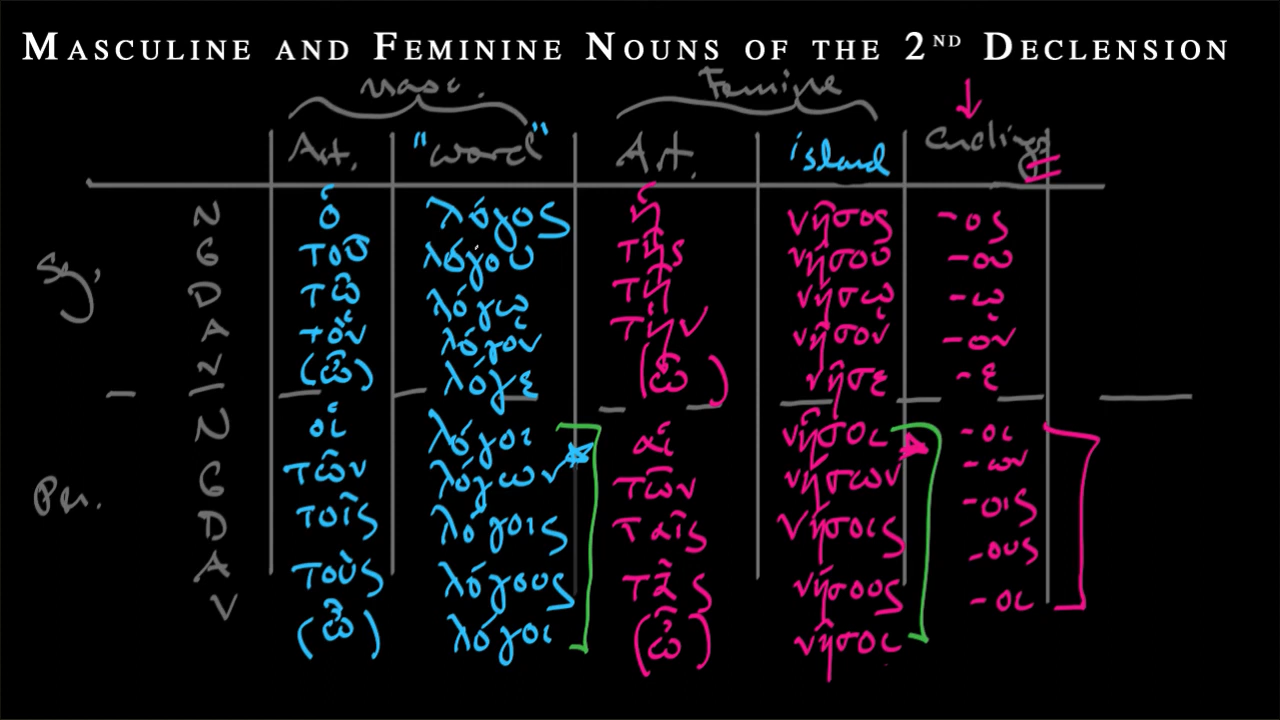 MASCULINE AND FEMININE NOUNS OF THE 2ND DECLENSION
Masc. Feminine
Art. "word" Art. island endings
N ὁ λόγος ἡ νῆσος -ος
G τοῦ λόγου τῆς νήσου -ου
Sg. D τῷ λόγῳ τῇ νήσῳ -ῳ
A τὸν λόγον τὴν νῆσον -ον
(ὦ) λόγε (ὦ) νῆσε -ε
N οἱ λόγοι αἱ νῆσοι -οι
G τῶν λόγων τῶν νήσων -ων
D τοῖς λόγοις ταῖς νήσοις -οις
A τοὺς λόγους τὰς νήσους -ους
V (ὦ) λόγοι (ὦ) νῆσοι -οι